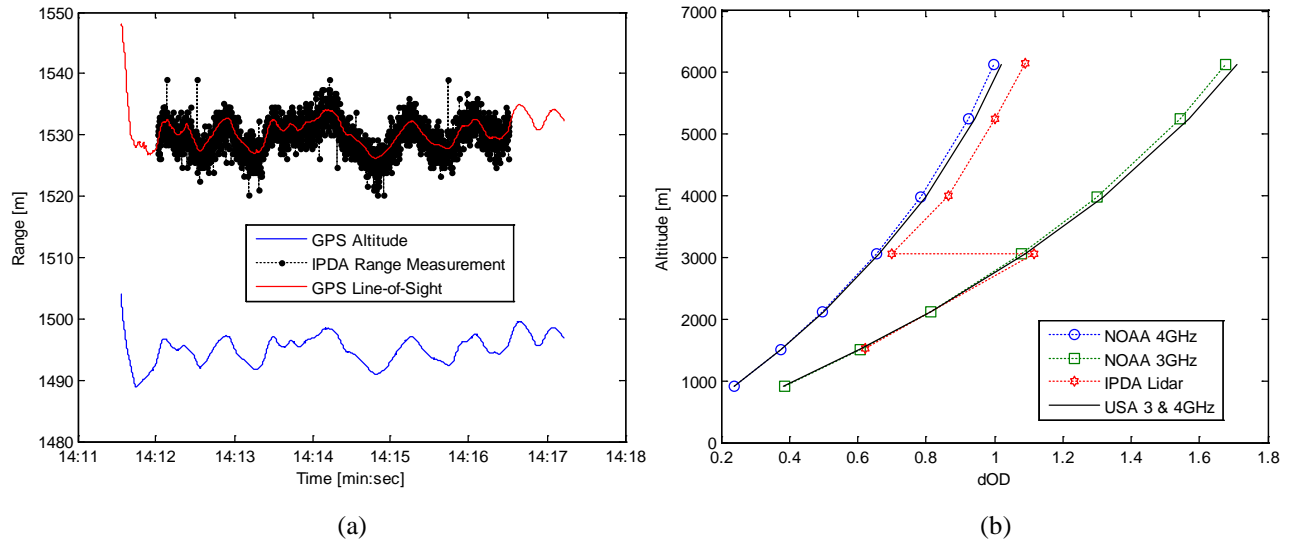 1550
1540
1530
1520
1510
1500
1490
1480
Range [m]
GPS Altitude
IPDA Range Measurement
GPS Line-of-Sight
14:11
14:12
14:13
14:14
14:15
14:16
14:17
14:18
Time [min:sec]
(a)
7000
6000
5000
4000
3000
2000
1000
0
Altitude [m]
NOAA 4GHz
NOAA 3GHz
IPDA Lidar
USA 3 & 4GHz
0.2
0.4
0.6
0.8
1
1.2
1.4
1.6
1.8
dOD
(b)